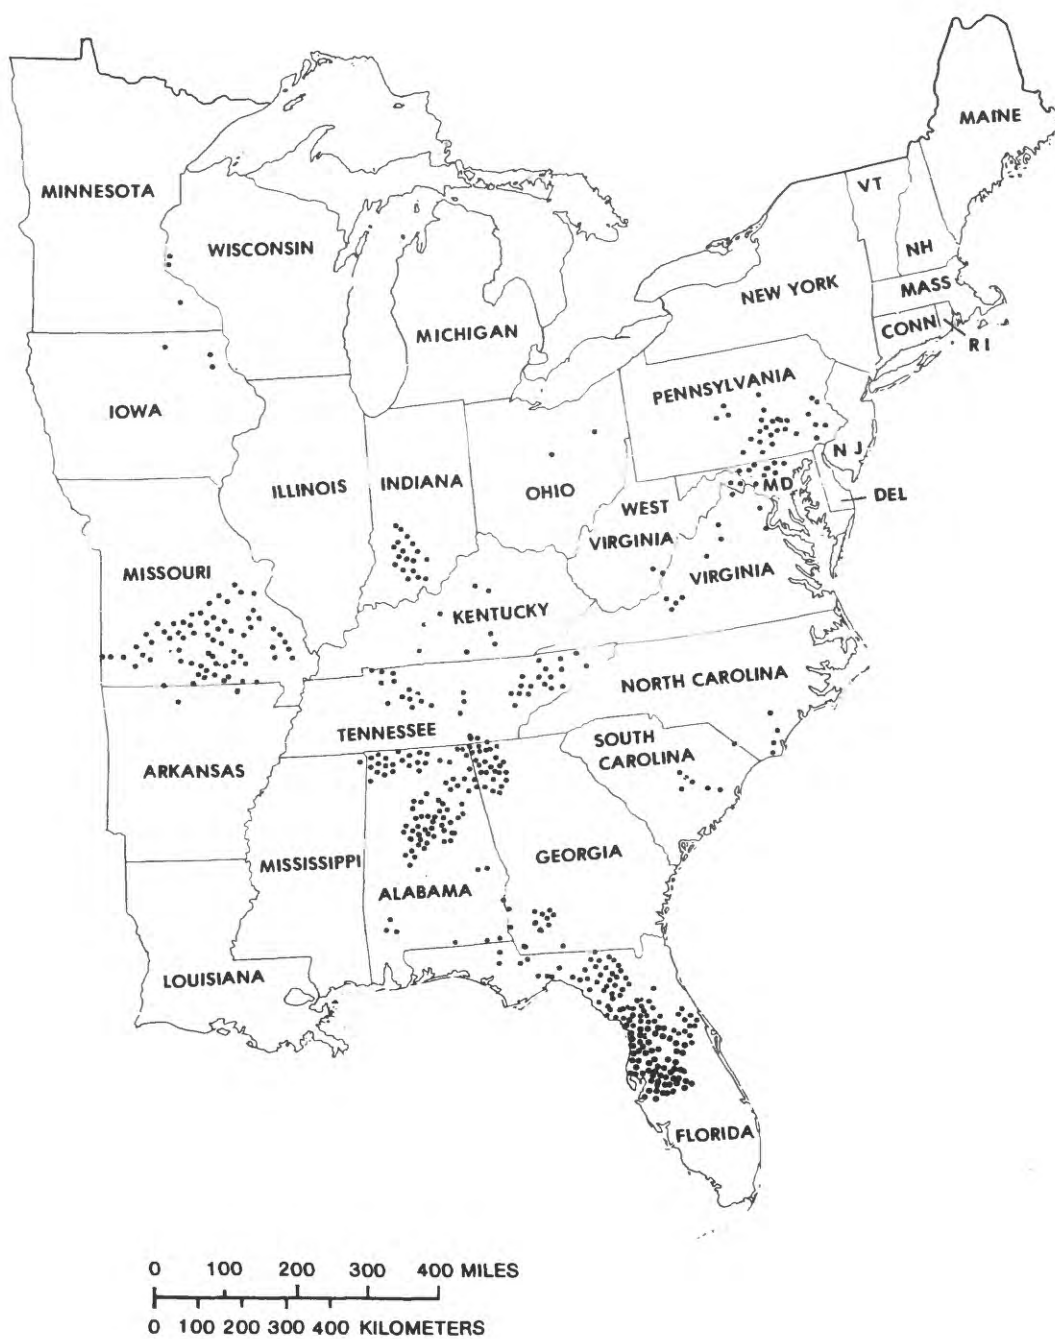 MAINE
VT
MINNESOTA
NH
WISCONSIN
NEW YORK
MASS
MICHIGAN
CONN
RI
PENNSYLVANIA
IOWA
NJ
ILLINOIS
INDIANA
OHIO
MD
DEL
WEST
VIRGINIA
MISSOURI
VIRGINIA
KENTUCKY
NORTH CAROLINA
TENNESSEE
SOUTH
CAROLINA
ARKANSAS
GEORGIA
MISSISSIPPI
ALABAMA
LOUISIANA
FLORIDA
0 100 200 300 400 MILES
0 100 200 300 400 KILOMETERS